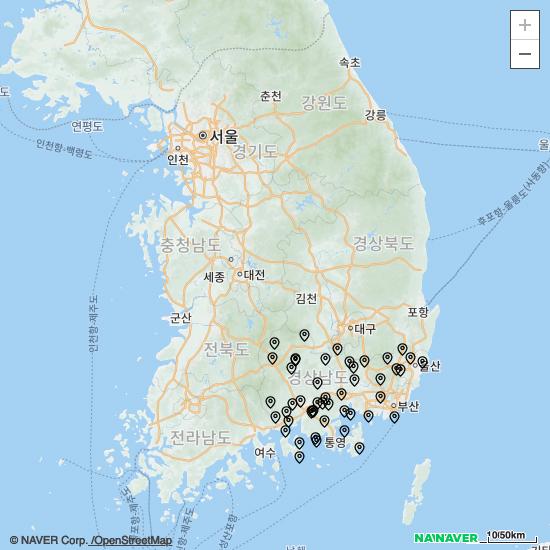 속초
춘천
강원도
강릉
도
연평도
서울
인천
경기도
인천항-백령도
울
후포항-울릉도(사동항)
충청남도
경상북도
세종
대전
김천
포항
군산
인천항-제주도
대구
전북도
경상남도
울산
부산
전라남도
여수
통영
© NAVER Corp. /OpenStreetMap
NAVER
10/50km